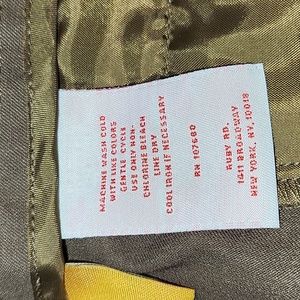 MACHINE WASH COLD
WITH LIKE COLORS
GENTLE CYCLE
USE ONLY NON-
CHLORINE BLEACH
LINE DRY
COOL IRON IF NECESSARY
RN 107680
RUBY RD.
1411 BROADWAY
NEW YORK, NY, 10018